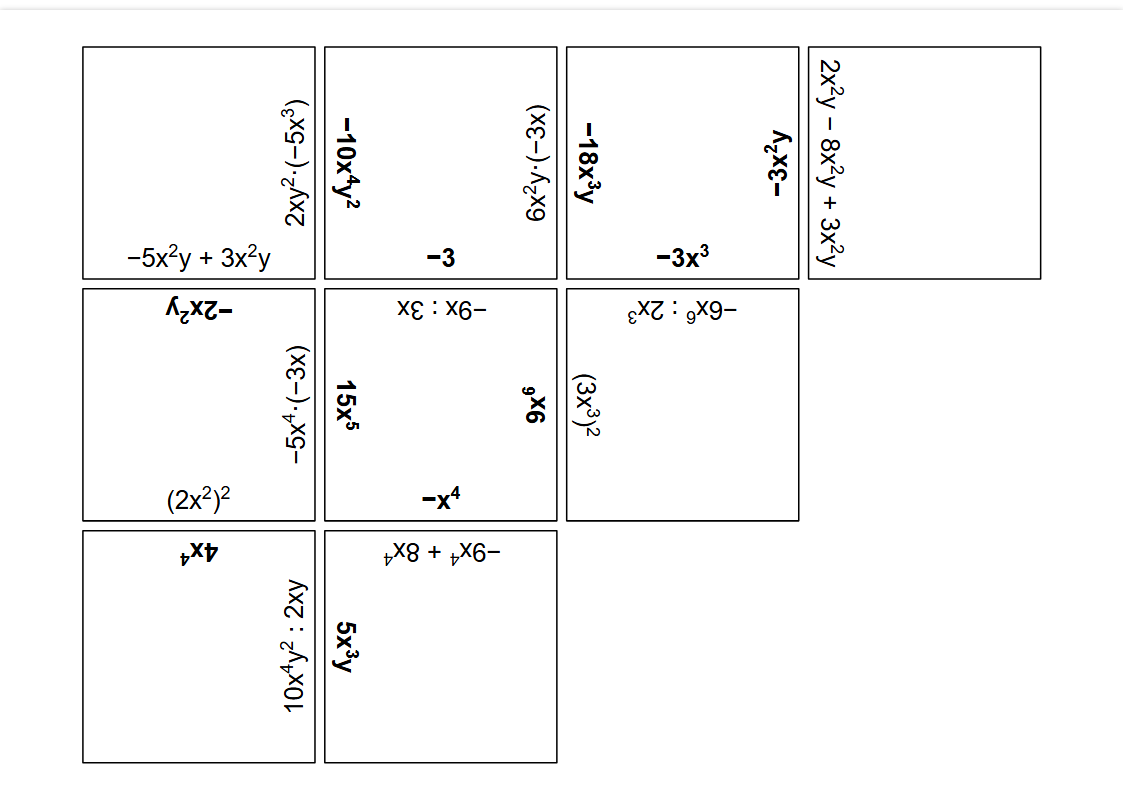 2xy²·(−5x³)
−5x²y + 3x²y
−10x⁴y²
6x²y·(−3x)
−3
−18x³y
−3x²y
−3x³
2x²y − 8x²y + 3x²y
−2x²y
−5x⁴·(−3x)
(2x²)²
−9x : 3x
15x⁵
9x⁶
−x⁴
−6x⁶ : 2x³
(3x³)²
4x⁴
10x⁴y² : 2xy
−9x⁴ + 8x⁴
5x³y